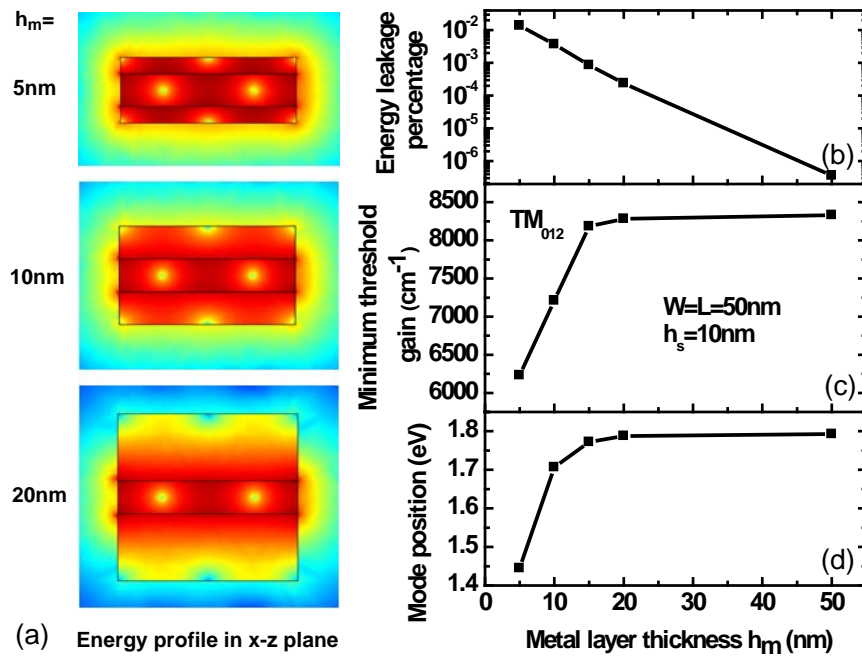 h_m=
5nm
10nm
20nm
(a) Energy profile in x-z plane
Energy leakage
percentage
10^-2
10^-3
10^-4
10^-5
10^-6
(b)
Minimum threshold
gain (cm^-1)
8500
8000
7500
7000
6500
6000
TM_012
W=L=50nm
h_s=10nm
(c)
Mode position (eV)
1.8
1.7
1.6
1.5
1.4
(d)
0 10 20 30 40 50
Metal layer thickness h_m (nm)